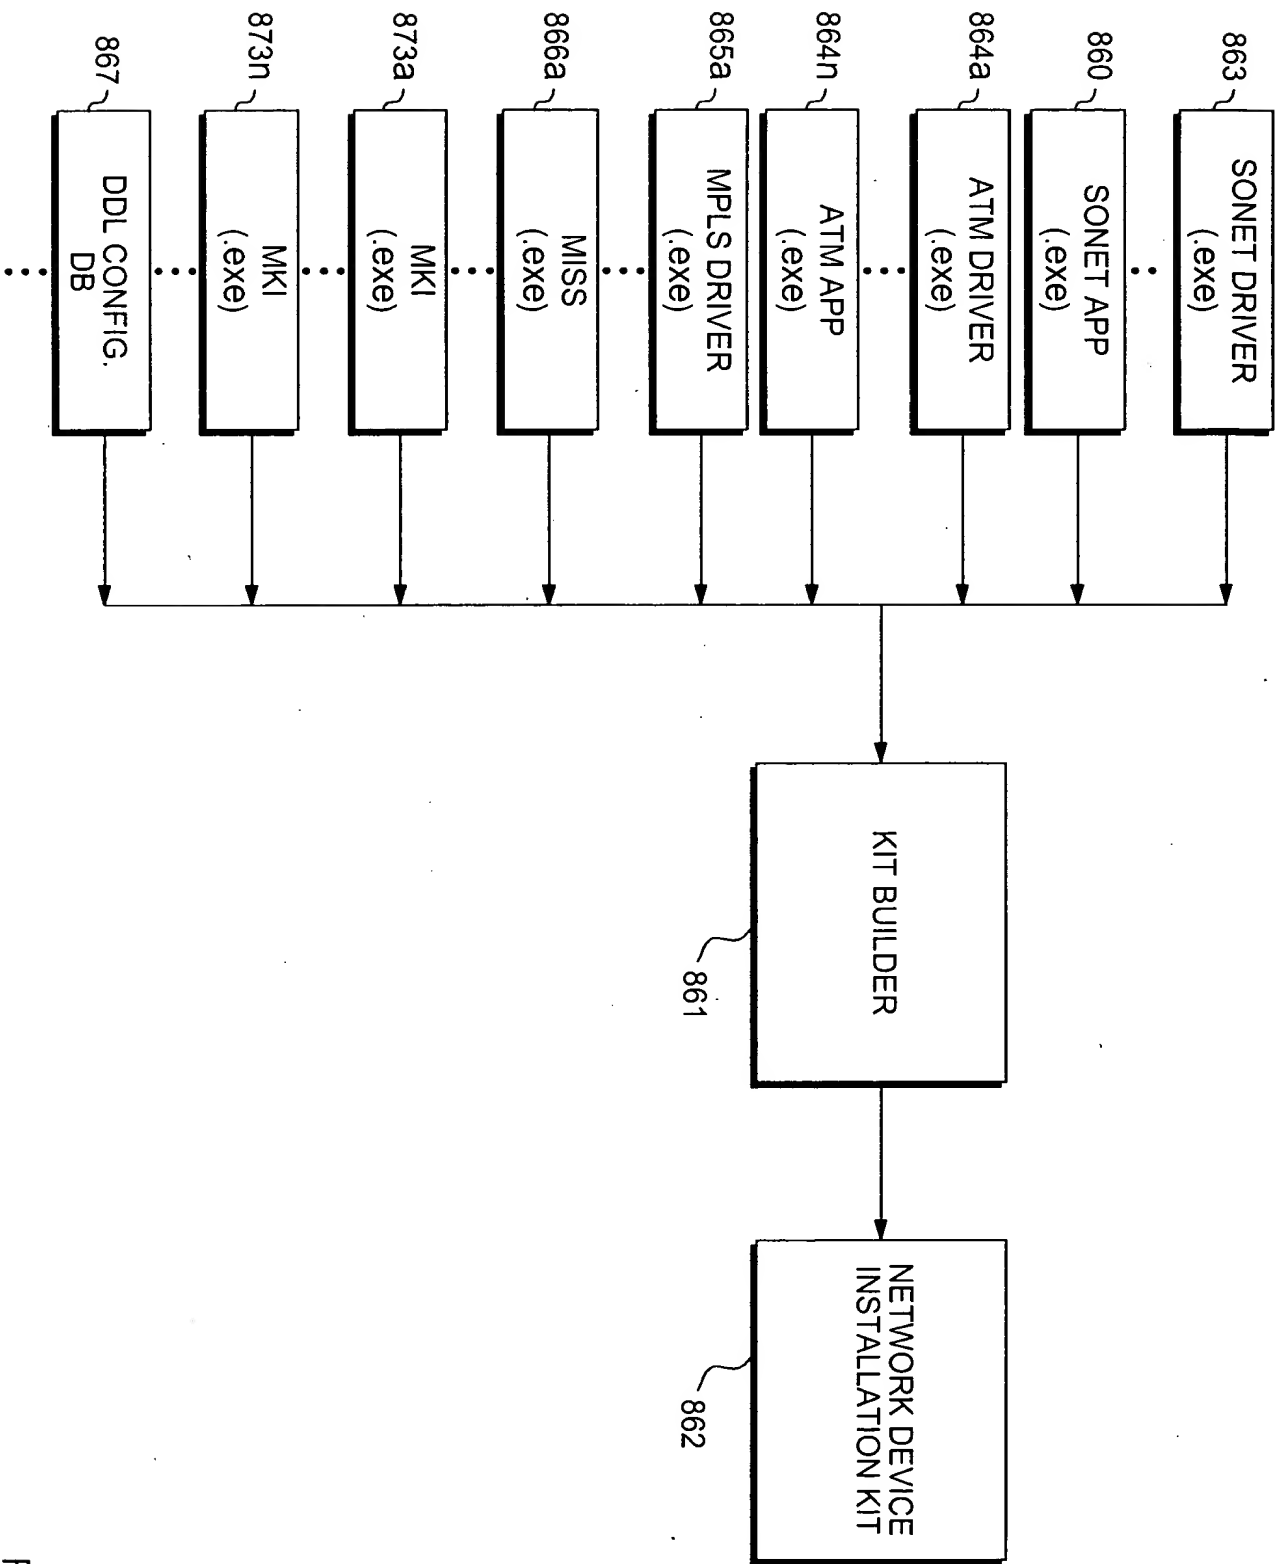 863
SONET DRIVER
(.exe)
860
SONET APP
(.exe)
864a
ATM DRIVER
(.exe)
864n
ATM APP
(.exe)
865a
MPLS DRIVER
(.exe)
866a
MISS
(.exe)
873a
MKI
(.exe)
873n
MKI
(.exe)
867
DDL CONFIG.
DB
KIT BUILDER
861
NETWORK DEVICE
INSTALLATION KIT
862